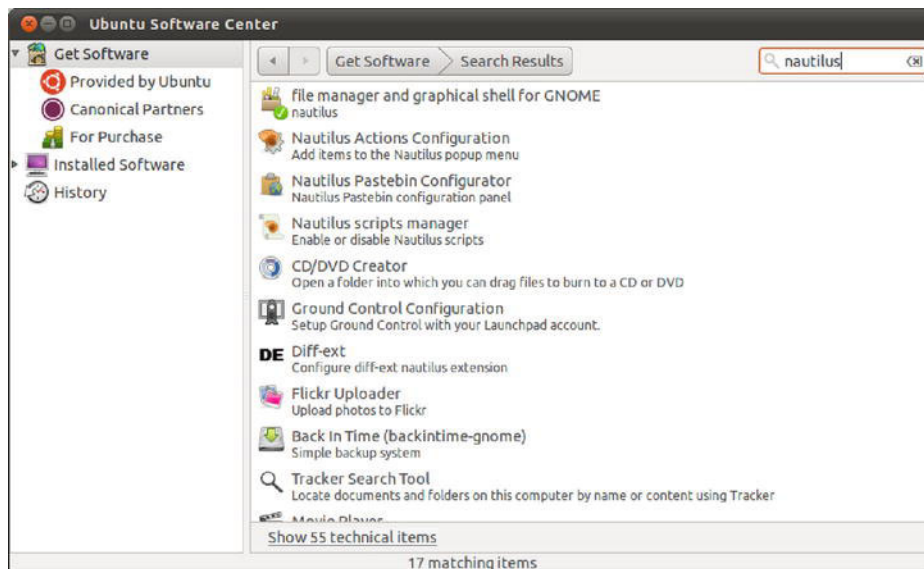 Ubuntu Software Center
Get Software
Provided by Ubuntu
Canonical Partners
For Purchase
Installed Software
History
Get Software
Search Results
nautilus
file manager and graphical shell for GNOME
nautilus
Nautilus Actions Configuration
Add items to the Nautilus popup menu
Nautilus Pastebin Configurator
Nautilus Pastebin configuration panel
Nautilus scripts manager
Enable or disable Nautilus scripts
CD/DVD Creator
Open a folder into which you can drag files to burn to a CD or DVD
Ground Control Configuration
Setup Ground Control with your Launchpad account.
DE Diff-ext
Configure diff-ext nautilus extension
Flickr Uploader
Upload photos to Flickr
Back In Time (backintime-gnome)
Simple backup system
Tracker Search Tool
Locate documents and folders on this computer by name or content using Tracker
Movie Player
Show 55 technical items
17 matching items